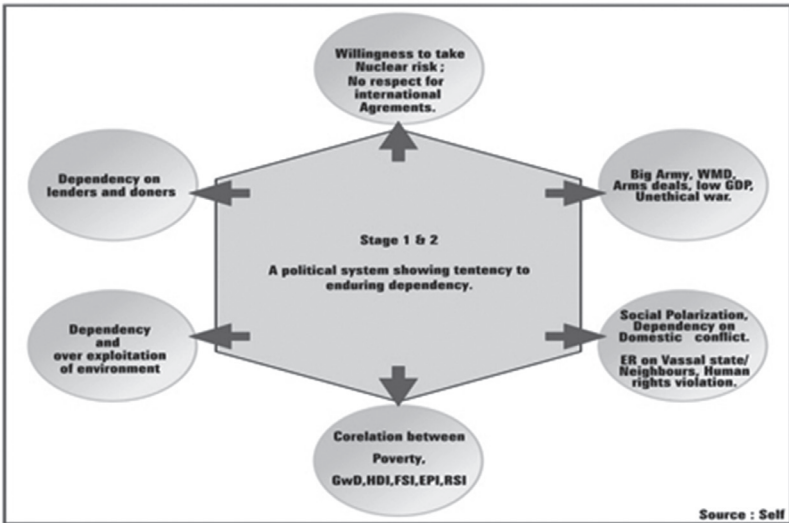 Willingness to take
Nuclear risk ;
No respect for
international
Agrements.
Dependency on
lenders and doners
Big Army, WMD,
Arms deals, low GDP,
Unethical war.
Stage 1 & 2
A political system showing tentency to
enduring dependency.
Dependency
and
over exploitation
of environment
Social Polarization,
Dependency on
Domestic conflict.
ER on Vassal state/
Neighbours, Human
rights violation.
Corelation between
Poverty,
GwD,HDI,FSI,EPI,RSI
Source : Self